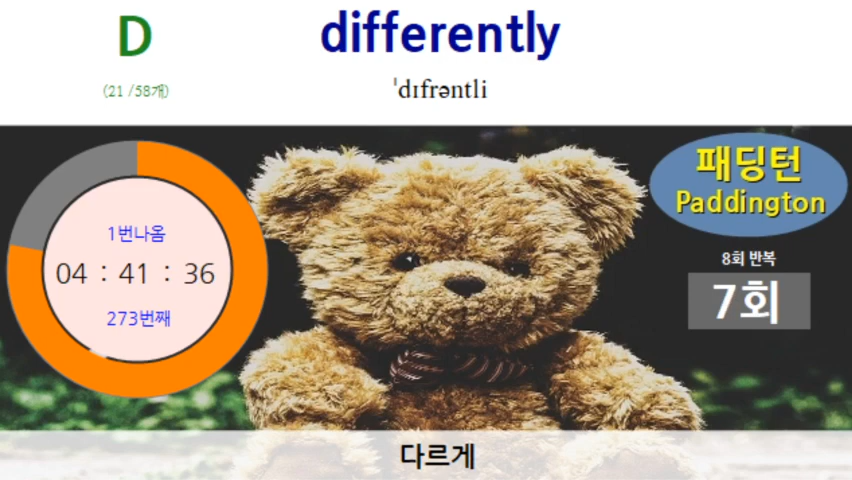 D
(21 /58개)
differently
ˈdɪfrəntli
1번나옴
04 : 41 : 36
273번째
패딩턴
Paddington
8회 반복
7회
다르게